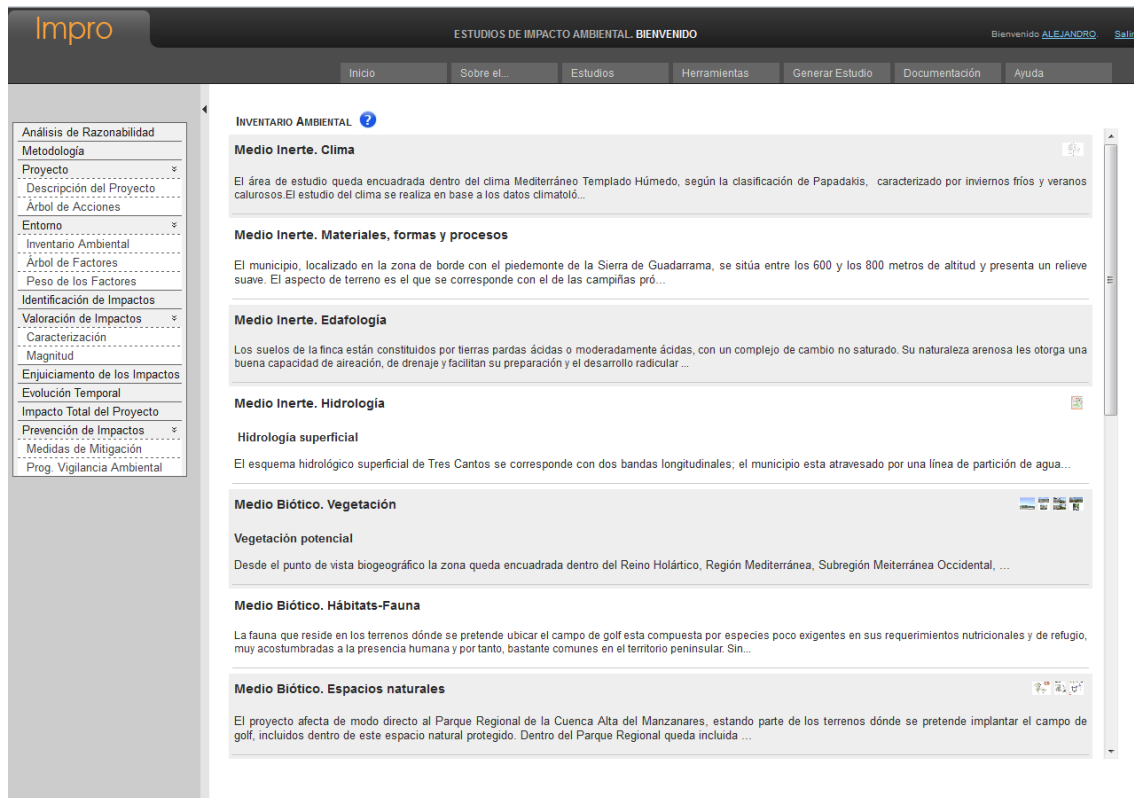 Impro
ESTUDIOS DE IMPACTO AMBIENTAL. BIENVENIDO
Bienvenido ALEJANDRO. Salir
Inicio
Sobre el...
Estudios
Herramientas
Generar Estudio
Documentación
Ayuda
Análisis de Razonabilidad
Metodología
Proyecto
Descripción del Proyecto
Árbol de Acciones
Entorno
Inventario Ambiental
Árbol de Factores
Peso de los Factores
Identificación de Impactos
Valoración de Impactos
Caracterización
Magnitud
Enjuiciamento de los Impactos
Evolución Temporal
Impacto Total del Proyecto
Prevención de Impactos
Medidas de Mitigación
Prog. Vigilancia Ambiental
INVENTARIO AMBIENTAL ?
Medio Inerte. Clima
El área de estudio queda encuadrada dentro del clima Mediterráneo Templado Húmedo, según la clasificación de Papadakis, caracterizado por inviernos fríos y veranos
calurosos.El estudio del clima se realiza en base a los datos climatoló...
Medio Inerte. Materiales, formas y procesos
El municipio, localizado en la zona de borde con el piedemonte de la Sierra de Guadarrama, se sitúa entre los 600 y los 800 metros de altitud y presenta un relieve
suave. El aspecto de terreno es el que se corresponde con el de las campiñas pró...
Medio Inerte. Edafología
Los suelos de la finca están constituidos por tierras pardas ácidas o moderadamente ácidas, con un complejo de cambio no saturado. Su naturaleza arenosa les otorga una
buena capacidad de aireación, de drenaje y facilitan su preparación y el desarrollo radicular ...
Medio Inerte. Hidrología
Hidrología superficial
El esquema hidrológico superficial de Tres Cantos se corresponde con dos bandas longitudinales; el municipio esta atravesado por una línea de partición de agua...
Medio Biótico. Vegetación
Vegetación potencial
Desde el punto de vista biogeográfico la zona queda encuadrada dentro del Reino Holártico, Región Mediterránea, Subregión Meiterránea Occidental, ...
Medio Biótico. Hábitats-Fauna
La fauna que reside en los terrenos dónde se pretende ubicar el campo de golf esta compuesta por especies poco exigentes en sus requerimientos nutricionales y de refugio,
muy acostumbradas a la presencia humana y por tanto, bastante comunes en el territorio peninsular. Sin...
Medio Biótico. Espacios naturales
El proyecto afecta de modo directo al Parque Regional de la Cuenca Alta del Manzanares, estando parte de los terrenos dónde se pretende implantar el campo de
golf, incluidos dentro de este espacio natural protegido. Dentro del Parque Regional queda incluida ...